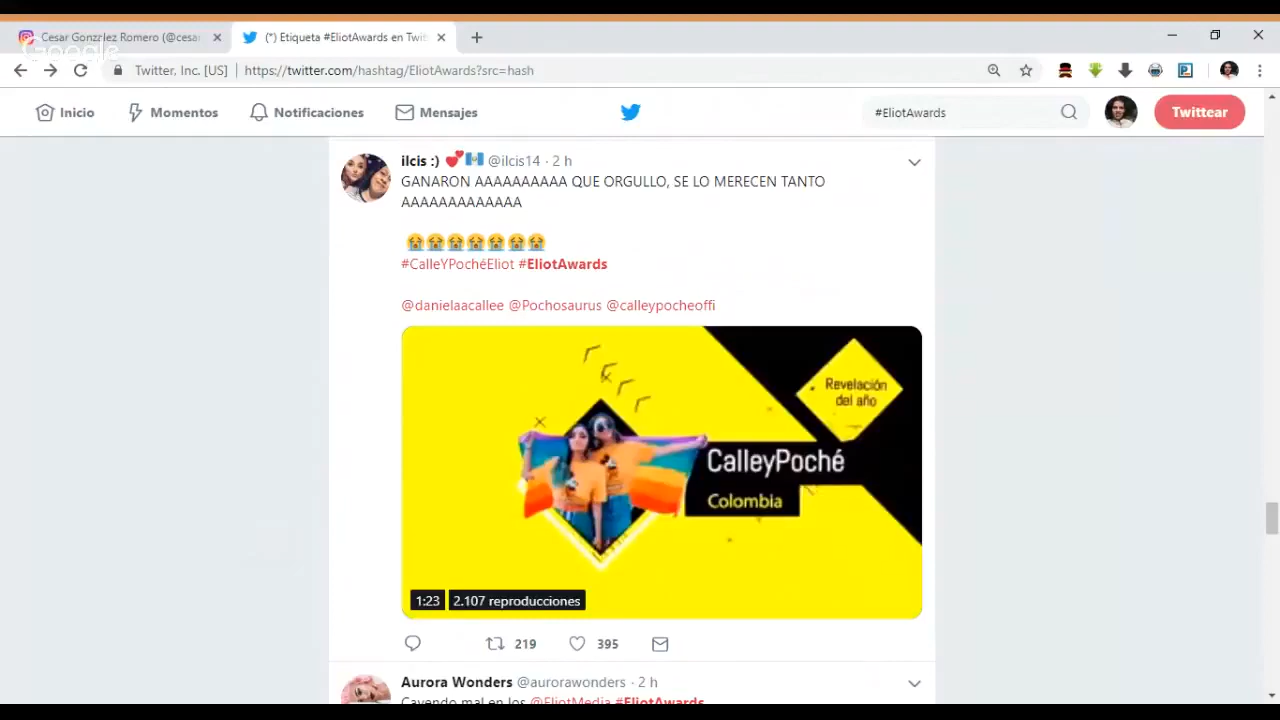 Cesar Gonzalez Romero (@cesar
(*) Etiqueta #EliotAwards en Twit
Google
Twitter, Inc. [US]
https://twitter.com/hashtag/EliotAwards?src=hash
Inicio
Momentos
Notificaciones
Mensajes
#EliotAwards
Twittear
ilcis :) 💕🇬🇹 @ilcis14 · 2 h
GANARON AAAAAAAAAA QUE ORGULLO, SE LO MERECEN TANTO
AAAAAAAAAAAAA
😭😭😭😭😭😭😭
#CalleYPochéEliot #EliotAwards
@danielaacallee @Pochosaurus @calleypocheoffi
Revelación
del año
CalleyPoché
Colombia
1:23
2.107 reproducciones
219
395
Aurora Wonders @aurorawonders · 2 h
Cayendo mal en los @EliotMedia #EliotAwards